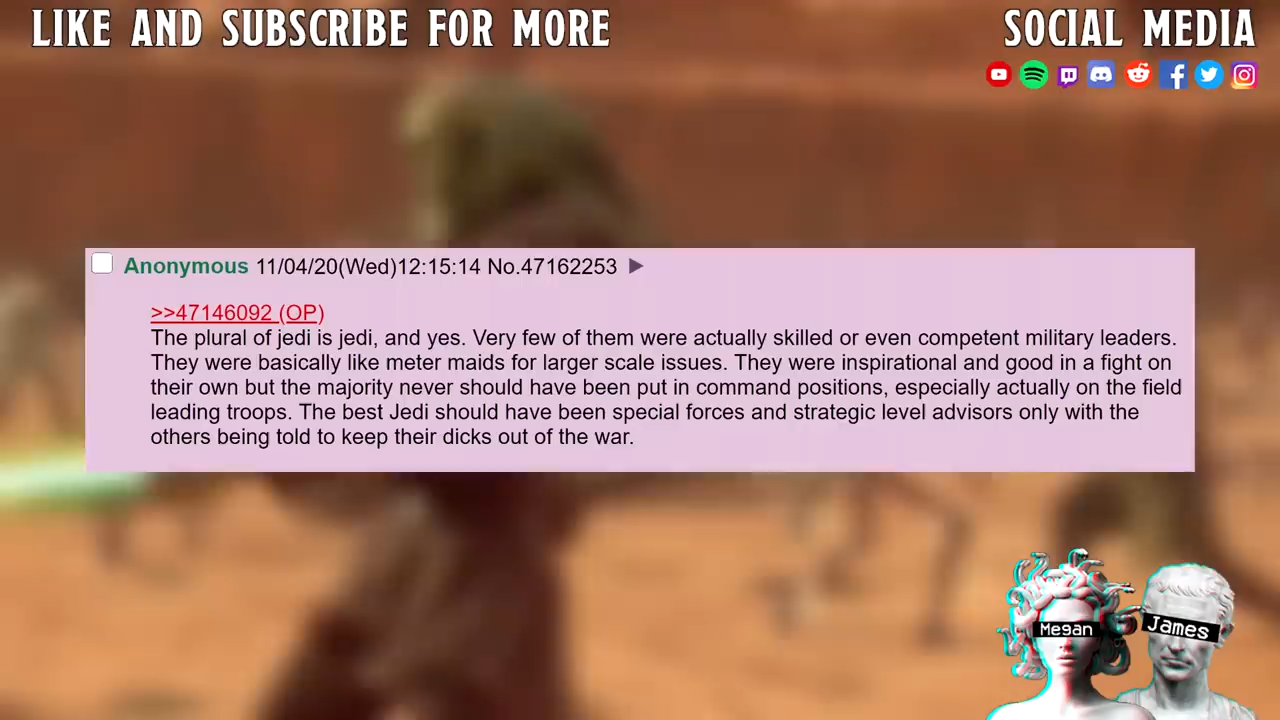 LIKE AND SUBSCRIBE FOR MORE
SOCIAL MEDIA
Anonymous 11/04/20(Wed)12:15:14 No.47162253
>>47146092 (OP)
The plural of jedi is jedi, and yes. Very few of them were actually skilled or even competent military leaders.
They were basically like meter maids for larger scale issues. They were inspirational and good in a fight on
their own but the majority never should have been put in command positions, especially actually on the field
leading troops. The best Jedi should have been special forces and strategic level advisors only with the
others being told to keep their dicks out of the war.
Megan
James